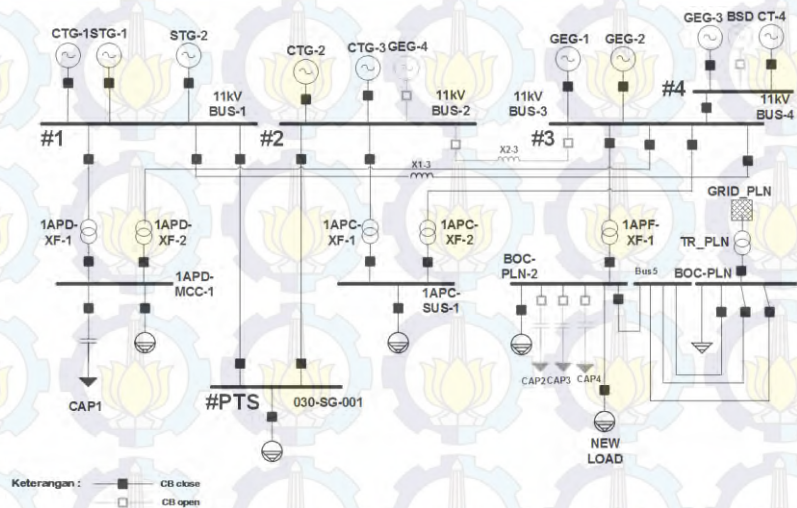 CTG-1 STG-1
STG-2
CTG-2
CTG-3
GEG-4
GEG-1
GEG-2
GEG-3
BSD
CT-4
11kV
BUS-1
11kV
BUS-2
11kV
BUS-3
11kV
BUS-4
#1
#2
#3
#4
X2-3
X1-3
GRID_PLN
1APD-
XF-1
1APD-
XF-2
1APC-
XF-1
1APC-
XF-2
1APF-
XF-1
TR_PLN
1APD-
MCC-1
1APC-
SUS-1
BOC-
PLN-2
Bus5
BOC-PLN
CAP1
CAP2
CAP3
CAP4
#PTS
030-SG-001
NEW
LOAD
Keterangan :
CB close
CB open